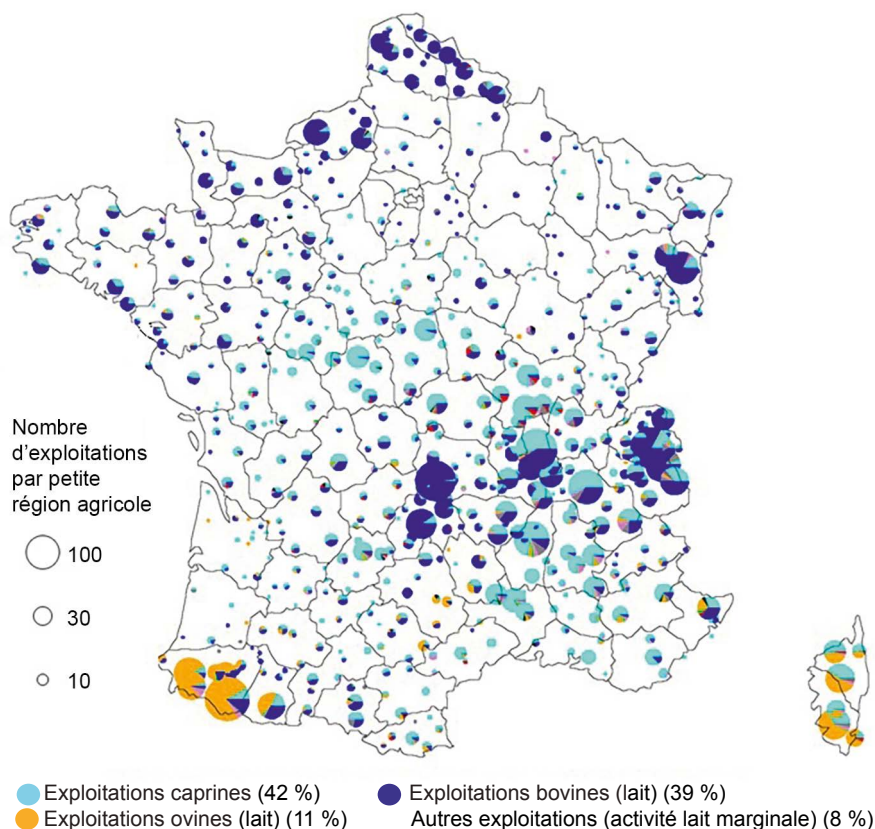 Nombre
d’exploitations
par petite
région agricole
100
30
10
Exploitations caprines (42 %)
Exploitations bovines (lait) (39 %)
Exploitations ovines (lait) (11 %)
Autres exploitations (activité lait marginale) (8 %)